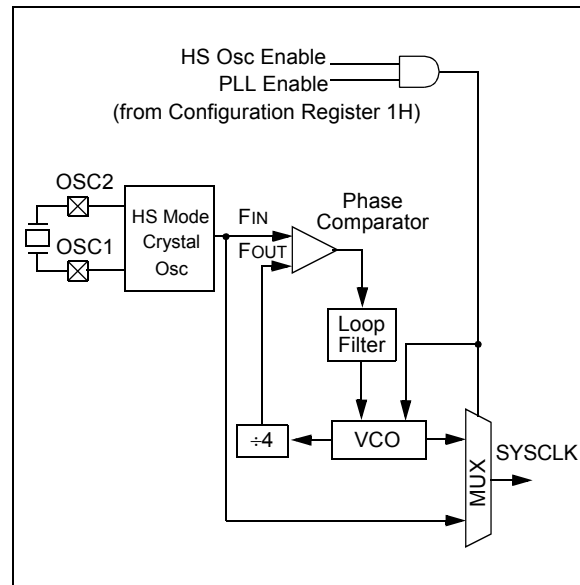 HS Osc Enable
PLL Enable
(from Configuration Register 1H)
OSC2
OSC1
HS Mode
Crystal
Osc
FIN
FOUT
Phase
Comparator
Loop
Filter
÷4
VCO
MUX
SYSCLK